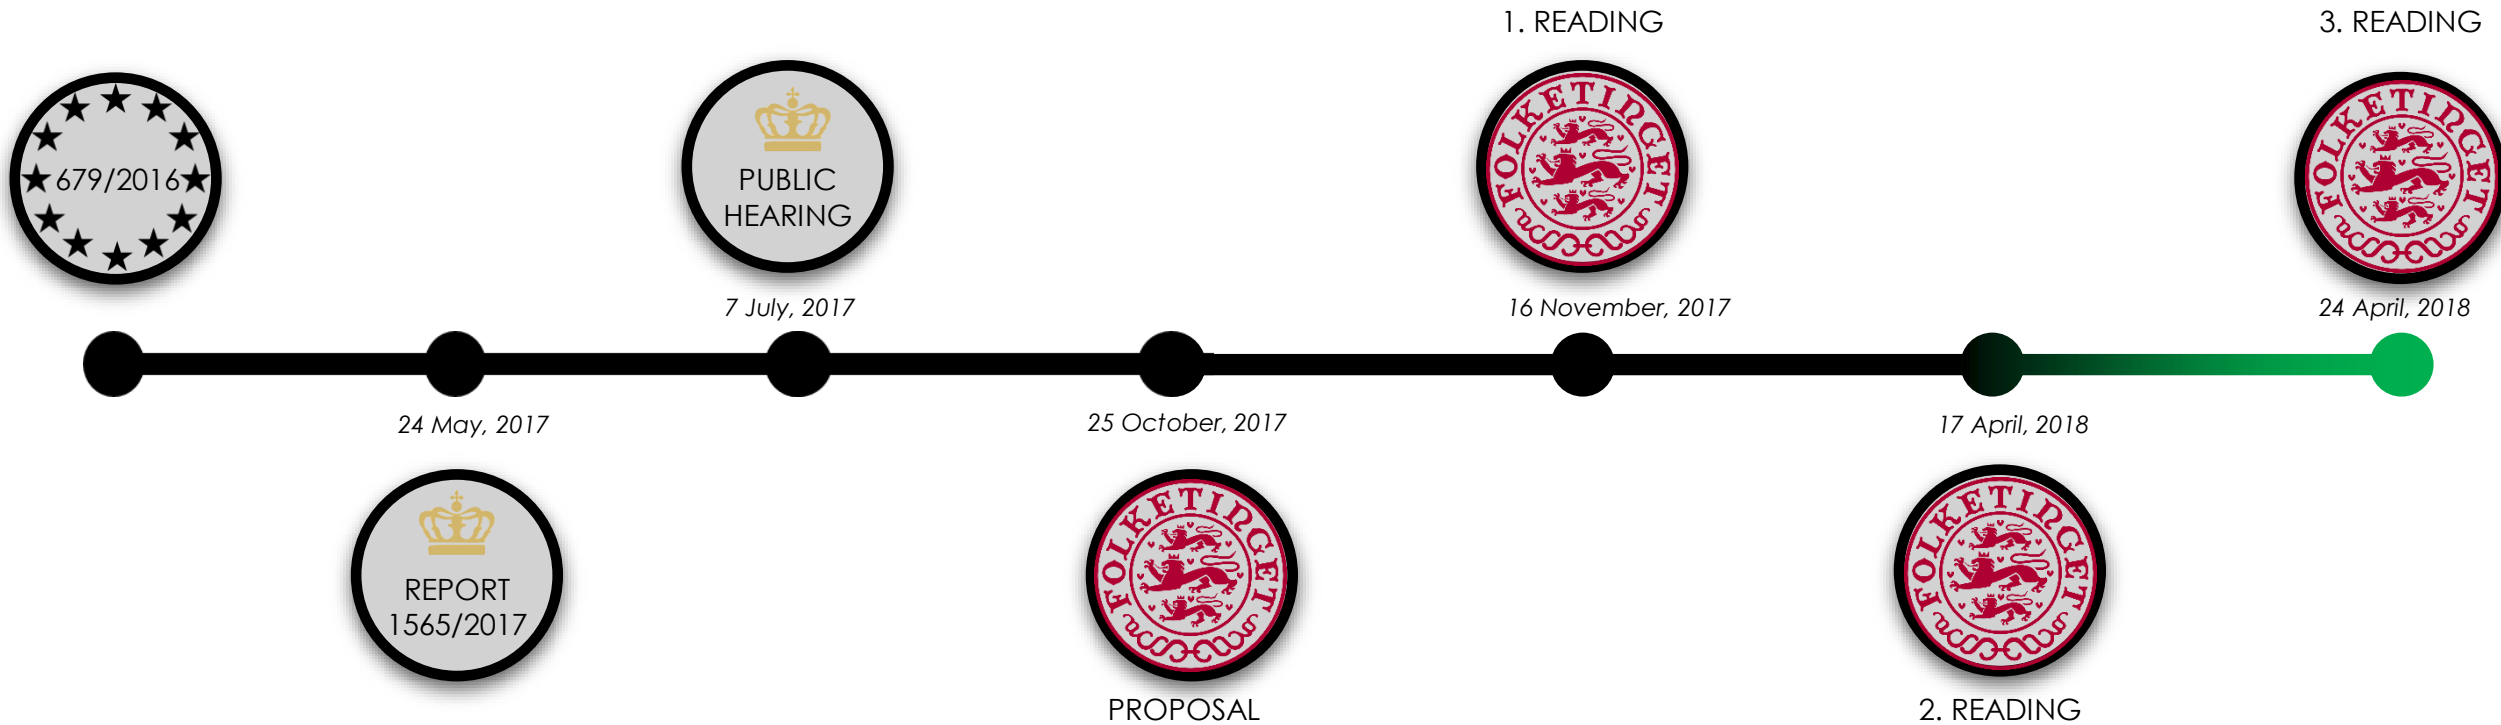 1. READING
3. READING
679/2016
PUBLIC
HEARING
FOLKETINGET
FOLKETINGET
7 July, 2017
16 November, 2017
24 April, 2018
24 May, 2017
25 October, 2017
17 April, 2018
REPORT
1565/2017
FOLKETINGET
FOLKETINGET
PROPOSAL
2. READING